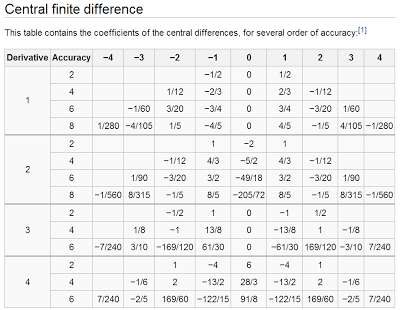 Central finite difference
This table contains the coefficients of the central differences, for several order of accuracy:[1]
Derivative Accuracy −4 −3 −2 −1 0 1 2 3 4
2 −1/2 0 1/2
4 1/12 −2/3 0 2/3 −1/12
1
6 −1/60 3/20 −3/4 0 3/4 −3/20 1/60
8 1/280 −4/105 1/5 −4/5 0 4/5 −1/5 4/105 −1/280
2 1 −2 1
4 −1/12 4/3 −5/2 4/3 −1/12
2
6 1/90 −3/20 3/2 −49/18 3/2 −3/20 1/90
8 −1/560 8/315 −1/5 8/5 −205/72 8/5 −1/5 8/315 −1/560
2 −1/2 1 0 −1 1/2
3 4 1/8 −1 13/8 0 −13/8 1 −1/8
6 −7/240 3/10 −169/120 61/30 0 −61/30 169/120 −3/10 7/240
2 1 −4 6 −4 1
4 4 −1/6 2 −13/2 28/3 −13/2 2 −1/6
6 7/240 −2/5 169/60 −122/15 91/8 −122/15 169/60 −2/5 7/240